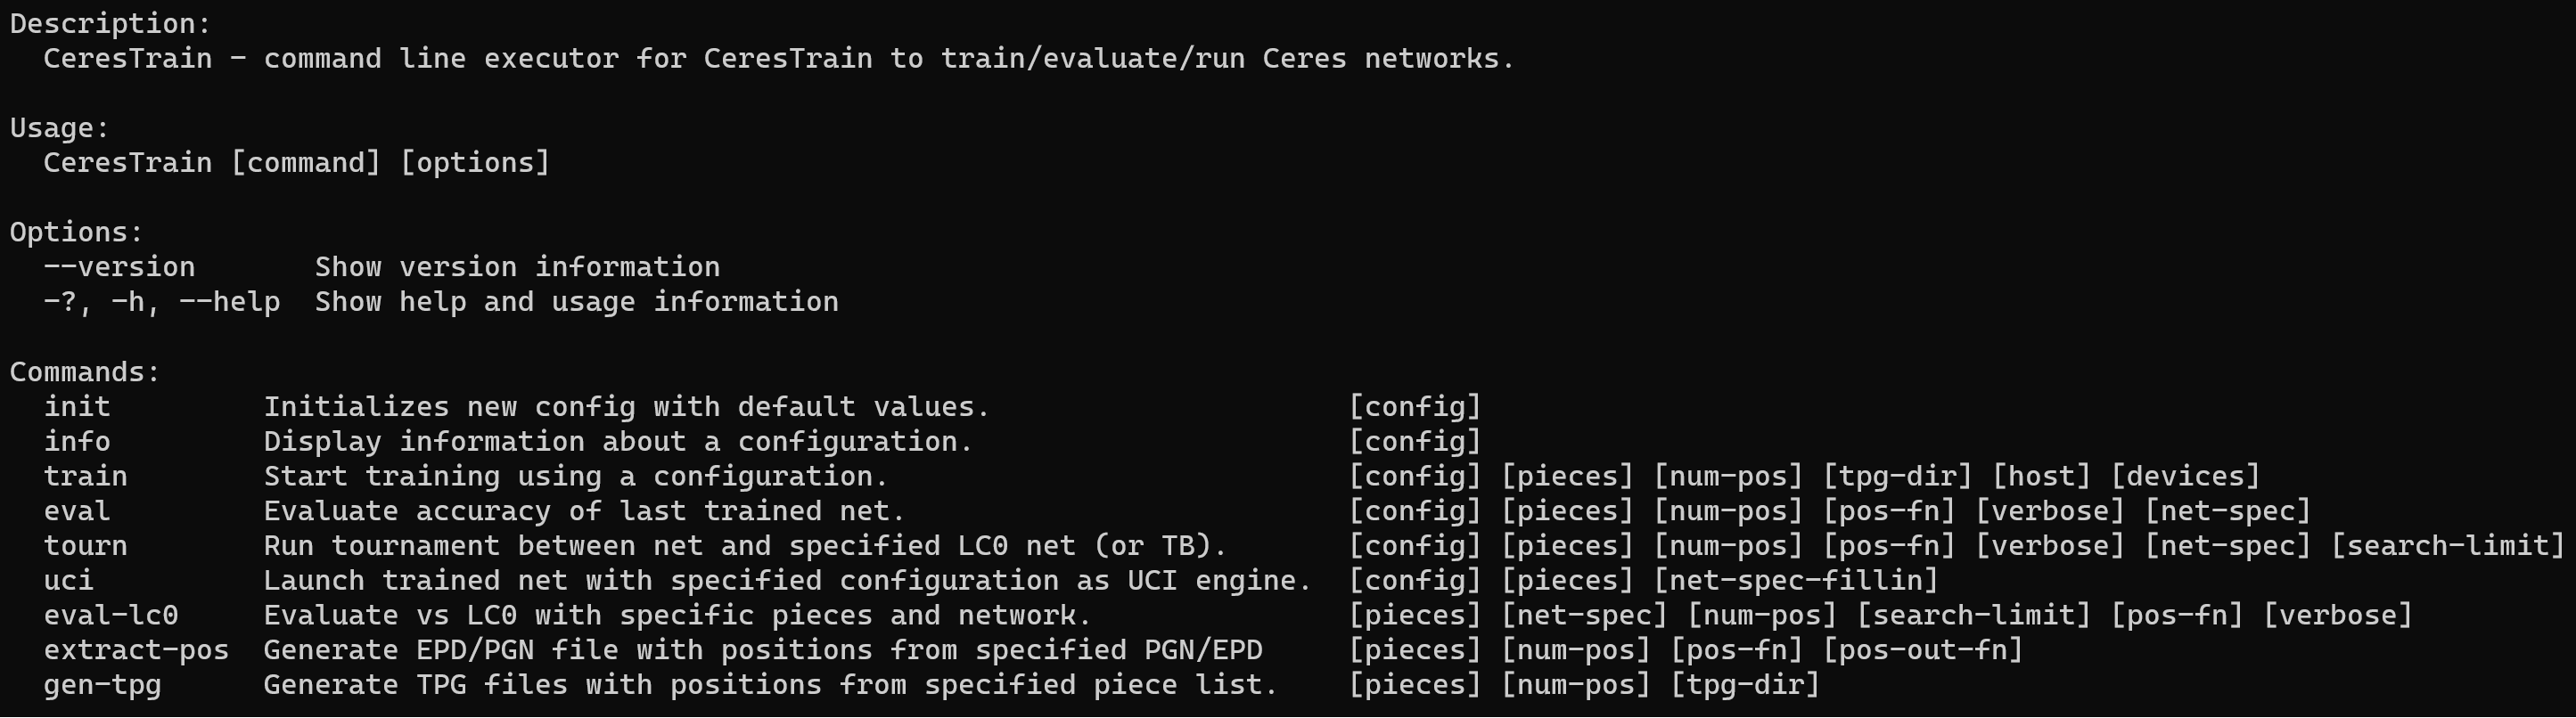 Description:
  CeresTrain - command line executor for CeresTrain to train/evaluate/run Ceres networks.

Usage:
  CeresTrain [command] [options]

Options:
  --version       Show version information
  -?, -h, --help  Show help and usage information

Commands:
  init         Initializes new config with default values.                     [config]
  info         Display information about a configuration.                      [config]
  train        Start training using a configuration.                           [config] [pieces] [num-pos] [tpg-dir] [host] [devices]
  eval         Evaluate accuracy of last trained net.                          [config] [pieces] [num-pos] [pos-fn] [verbose] [net-spec]
  tourn        Run tournament between net and specified LC0 net (or TB).       [config] [pieces] [num-pos] [pos-fn] [verbose] [net-spec] [search-limit]
  uci          Launch trained net with specified configuration as UCI engine.  [config] [pieces] [net-spec-fillin]
  eval-lc0     Evaluate vs LC0 with specific pieces and network.               [pieces] [net-spec] [num-pos] [search-limit] [pos-fn] [verbose]
  extract-pos  Generate EPD/PGN file with positions from specified PGN/EPD     [pieces] [num-pos] [pos-fn] [pos-out-fn]
  gen-tpg      Generate TPG files with positions from specified piece list.    [pieces] [num-pos] [tpg-dir]